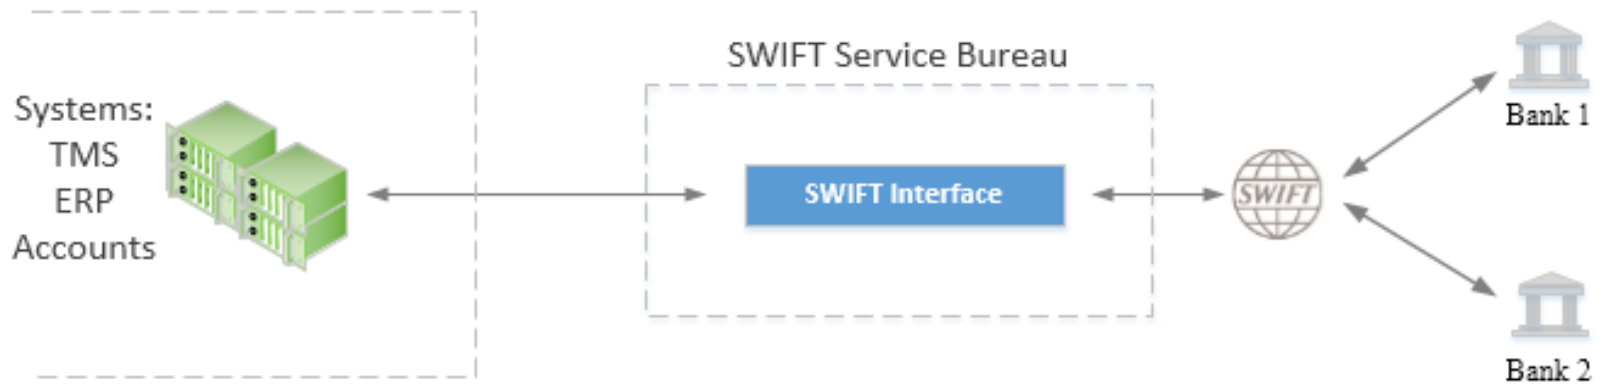 Systems:
TMS
ERP
Accounts
SWIFT Service Bureau
SWIFT Interface
SWIFT
Bank 1
Bank 2